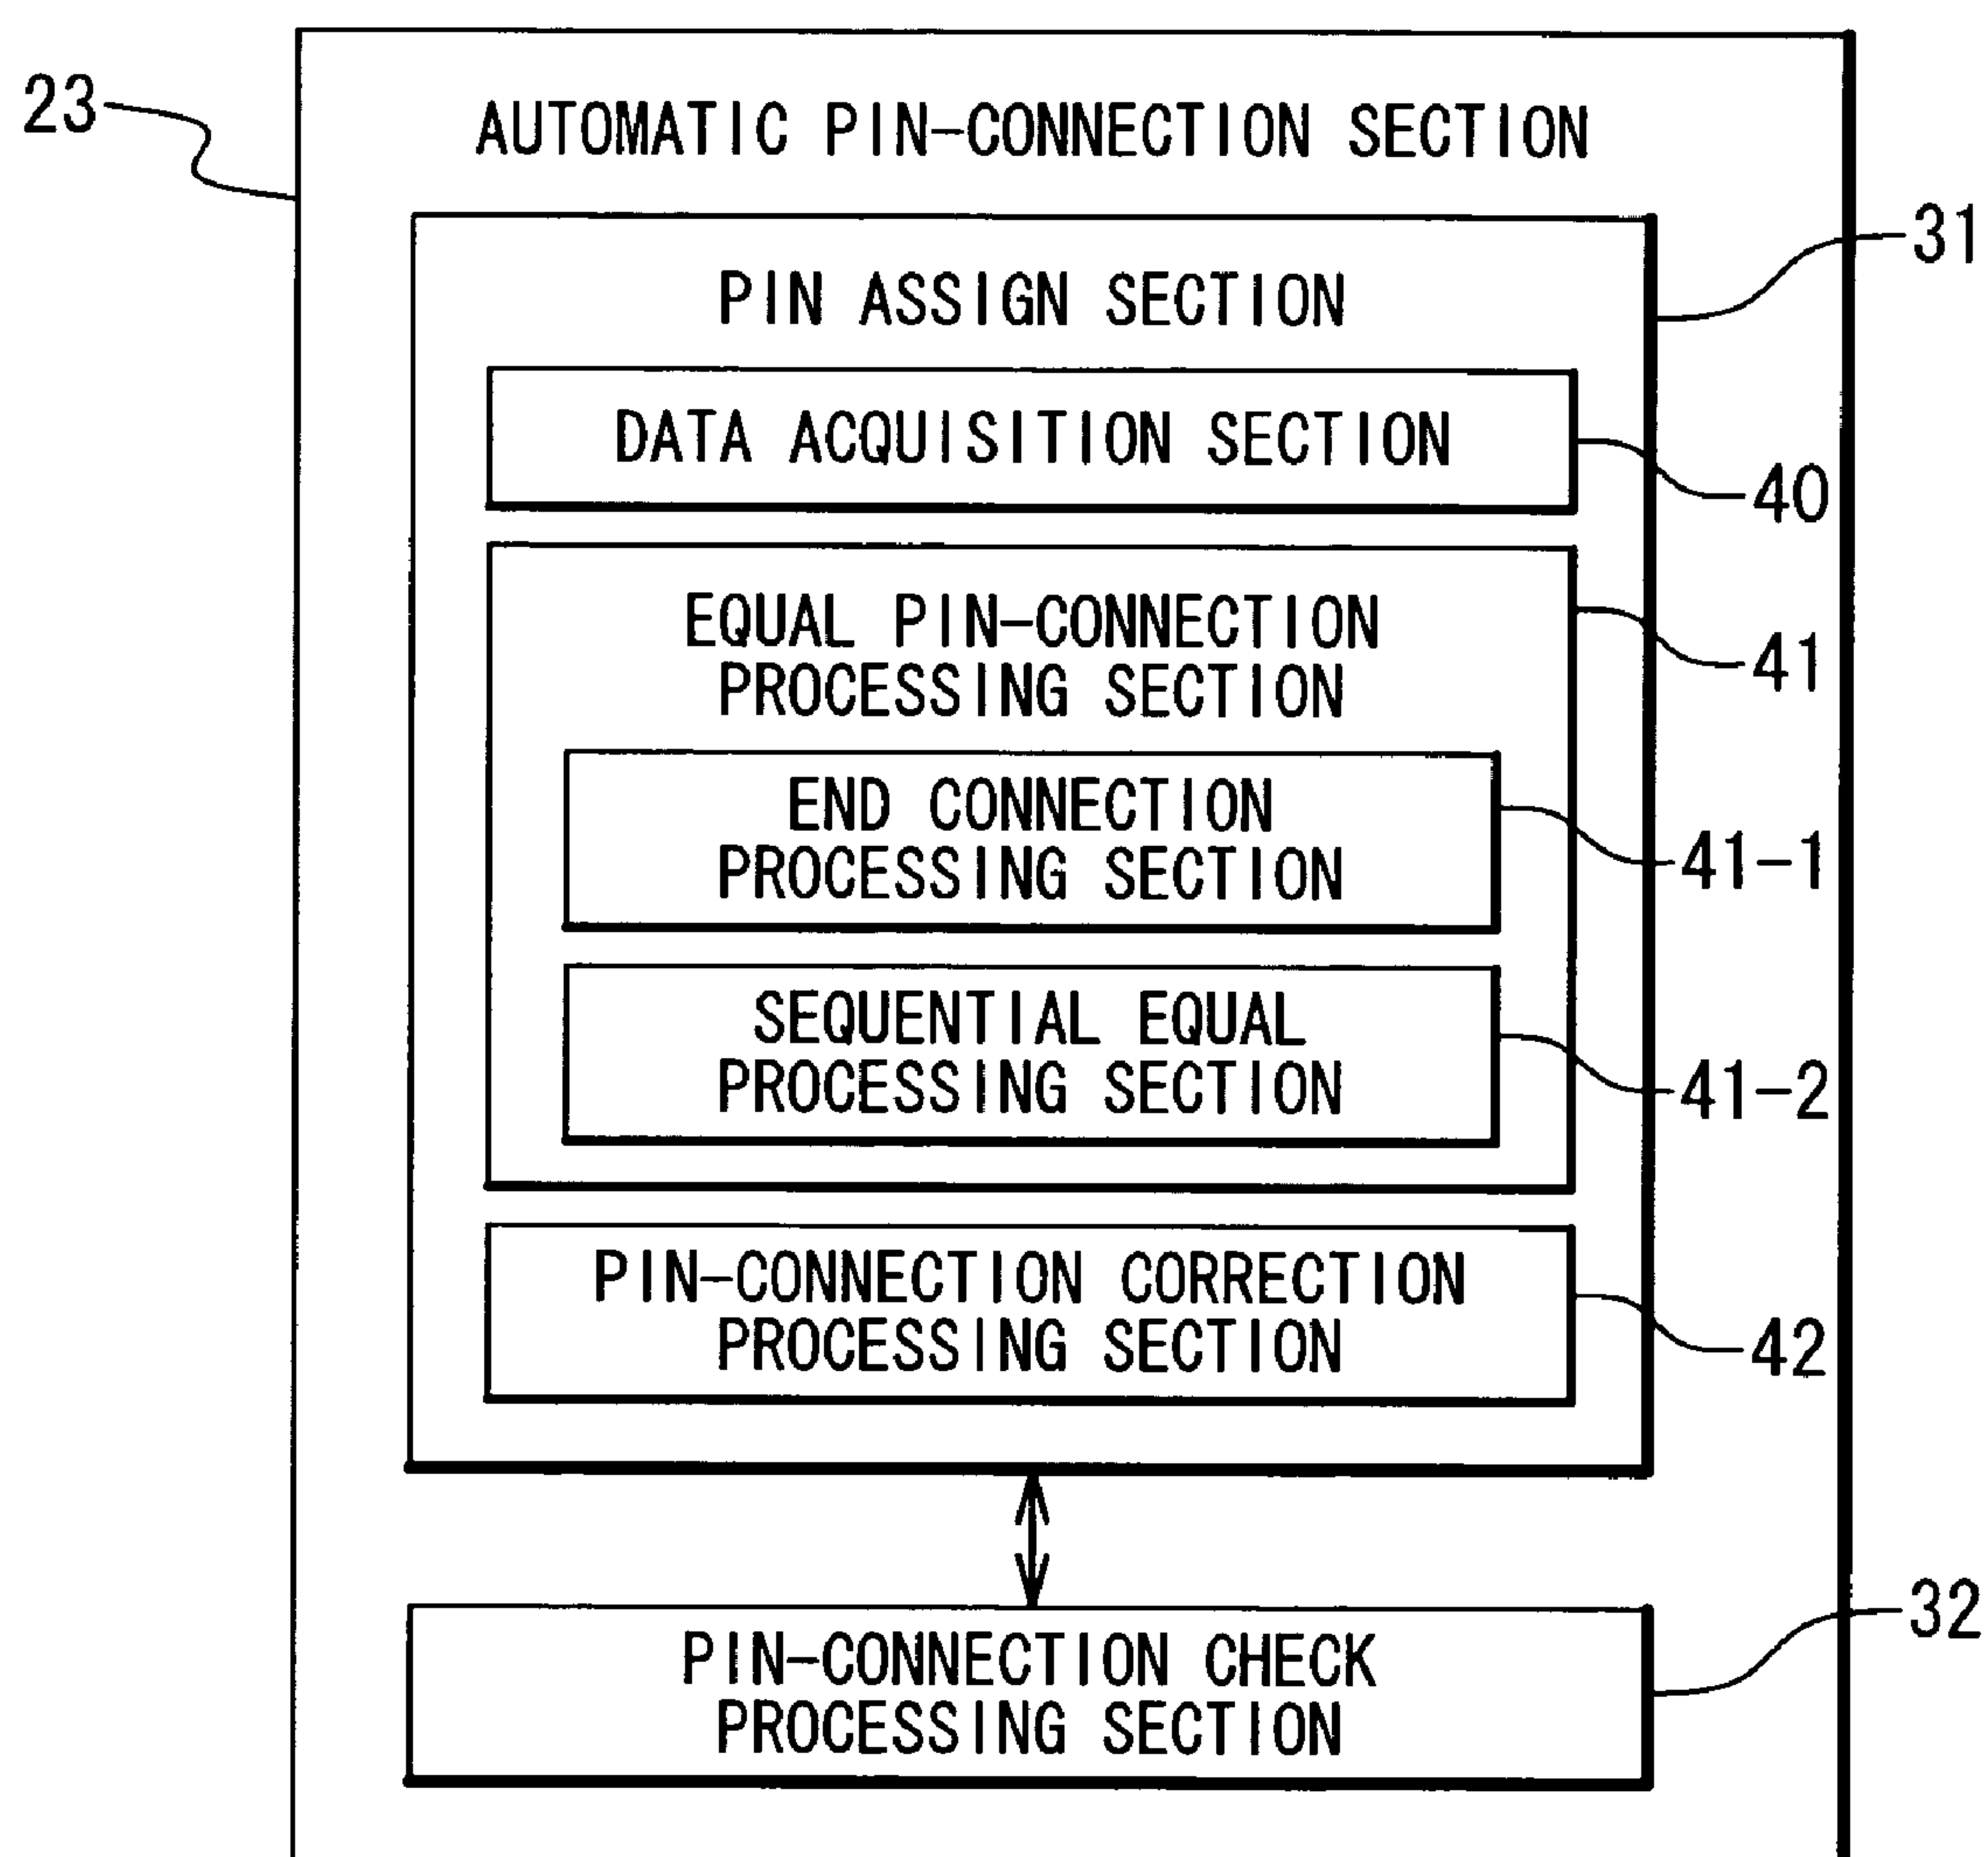 23
AUTOMATIC PIN-CONNECTION SECTION
31
PIN ASSIGN SECTION
DATA ACQUISITION SECTION
40
EQUAL PIN-CONNECTION
PROCESSING SECTION
41
END CONNECTION
PROCESSING SECTION
41-1
SEQUENTIAL EQUAL
PROCESSING SECTION
41-2
PIN-CONNECTION CORRECTION
PROCESSING SECTION
42
PIN-CONNECTION CHECK
PROCESSING SECTION
32